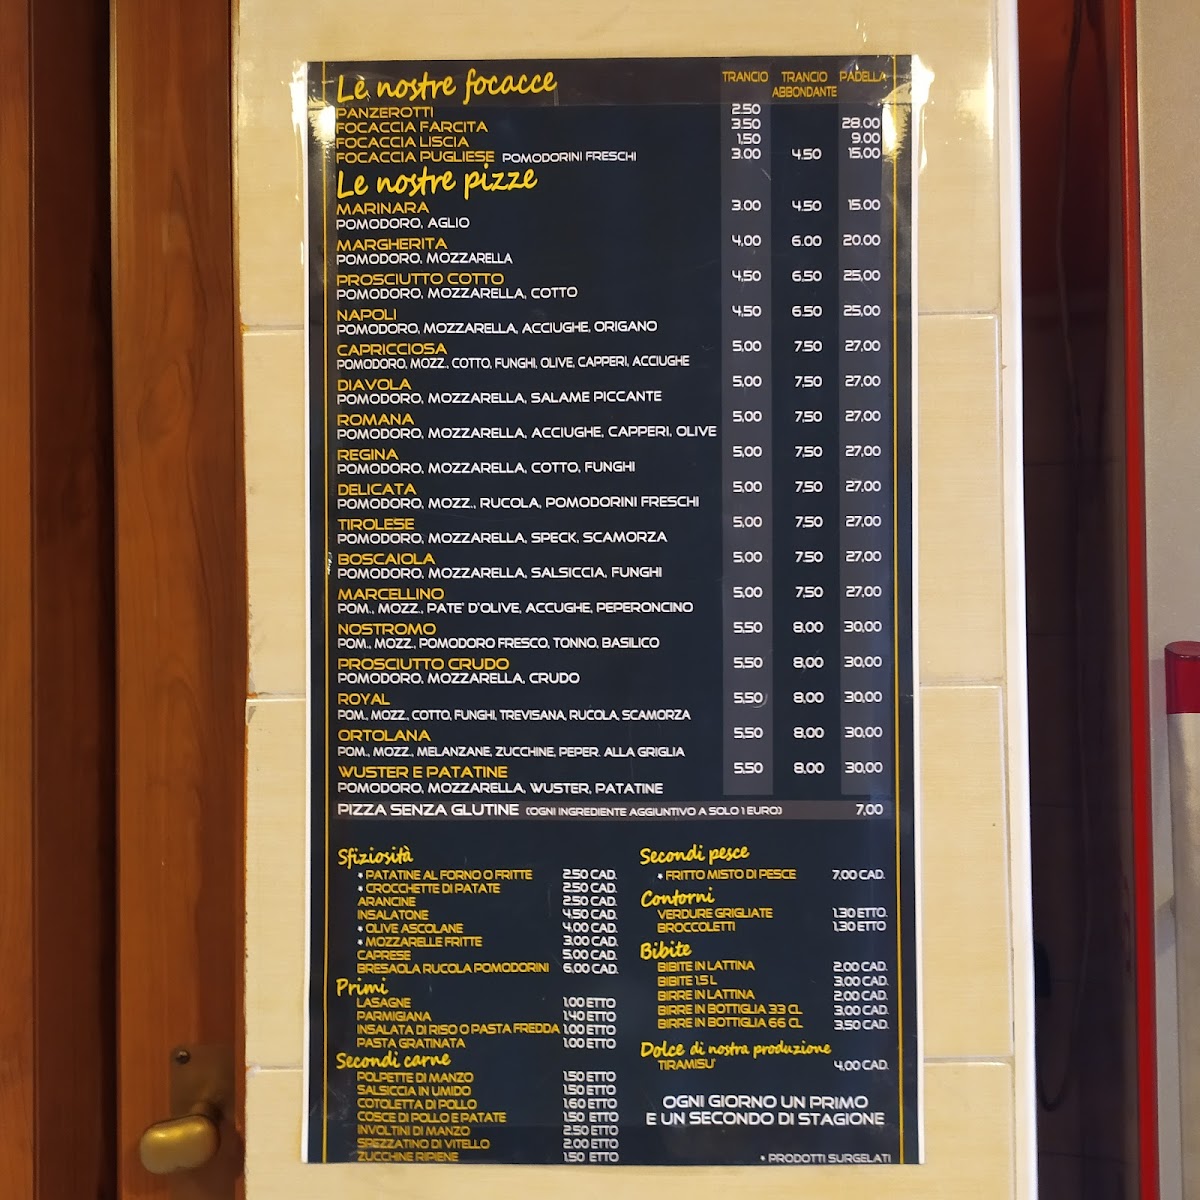 Le nostre focacce TRANCIO TRANCIO ABBONDANTE PADELLA
PANZEROTTI 2.50
FOCACCIA FARCITA 3.50 28.00
FOCACCIA LISCIA 1.50 9.00
FOCACCIA PUGLIESE POMODORINI FRESCHI 3.00 4.50 15.00
Le nostre pizze
MARINARA 3.00 4.50 15.00
POMODORO, AGLIO
MARGHERITA 4,00 6.00 20.00
POMODORO, MOZZARELLA
PROSCIUTTO COTTO 4,50 6.50 25,00
POMODORO, MOZZARELLA, COTTO
NAPOLI 4,50 6.50 25,00
POMODORO, MOZZARELLA, ACCIUGHE, ORIGANO
CAPRICCIOSA 5,00 7.50 27,00
POMODORO, MOZZ., COTTO, FUNGHI, OLIVE, CAPPERI, ACCIUGHE
DIAVOLA 5,00 7,50 27,00
POMODORO, MOZZARELLA, SALAME PICCANTE
ROMANA 5,00 7,50 27,00
POMODORO, MOZZARELLA, ACCIUGHE, CAPPERI, OLIVE
REGINA 5,00 7.50 27,00
POMODORO, MOZZARELLA, COTTO, FUNGHI
DELICATA 5,00 7.50 27,00
POMODORO, MOZZ., RUCOLA, POMODORINI FRESCHI
TIROLESE 5,00 7.50 27,00
POMODORO, MOZZARELLA, SPECK, SCAMORZA
BOSCAIOLA 5,00 7.50 27,00
POMODORO, MOZZARELLA, SALSICCIA, FUNGHI
MARCELLINO 5.00 7.50 27,00
POM., MOZZ., PATE' D'OLIVE, ACCUGHE, PEPERONCINO
NOSTROMO 5,50 8,00 30,00
POM., MOZZ., POMODORO FRESCO, TONNO, BASILICO
PROSCIUTTO CRUDO 5,50 8,00 30,00
POMODORO, MOZZARELLA, CRUDO
ROYAL 5,50 8,00 30,00
POM., MOZZ., COTTO, FUNGHI, TREVISANA, RUCOLA, SCAMORZA
ORTOLANA 5,50 8,00 30,00
POM., MOZZ., MELANZANE, ZUCCHINE, PEPER. ALLA GRIGLIA
WUSTER E PATATINE 5.50 8.00 30,00
POMODORO, MOZZARELLA, WUSTER, PATATINE
PIZZA SENZA GLUTINE (OGNI INGREDIENTE AGGIUNTIVO A SOLO 1 EURO) 7,00
Sfiziosità
* PATATINE AL FORNO O FRITTE 2.50 CAD.
* CROCCHETTE DI PATATE 2.50 CAD.
ARANCINE 2.50 CAD.
INSALATONE 4.50 CAD.
* OLIVE ASCOLANE 4.00 CAD.
* MOZZARELLE FRITTE 3.00 CAD.
CAPRESE 5.00 CAD.
BRESAOLA RUCOLA POMODORINI 6.00 CAD.
Primi
LASAGNE 1.00 ETTO
PARMIGIANA 1.40 ETTO
INSALATA DI RISO O PASTA FREDDA 1.00 ETTO
PASTA GRATINATA 1.00 ETTO
Secondi carne
POLPETTE DI MANZO 1.50 ETTO
SALSICCIA IN UMIDO 1.50 ETTO
COTOLETTA DI POLLO 1.60 ETTO
COSCE DI POLLO E PATATE 1.50 ETTO
INVOLTINI DI MANZO 2.50 ETTO
SPEZZATINO DI VITELLO 2.00 ETTO
ZUCCHINE RIPIENE 1.50 ETTO
Secondi pesce
* FRITTO MISTO DI PESCE 7,00 CAD.
Contorni
VERDURE GRIGLIATE 1.30 ETTO.
BROCCOLETTI 1.30 ETTO
Bibite
BIBITE IN LATTINA 2.00 CAD.
BIBITE 1,5 L 3.00 CAD.
BIRRE IN LATTINA 2.00 CAD.
BIRRE IN BOTTIGLIA 33 CL 3,00 CAD.
BIRRE IN BOTTIGLIA 66 CL 3,50 CAD.
Dolce di nostra produzione
TIRAMISU' 4.00 CAD.
OGNI GIORNO UN PRIMO
E UN SECONDO DI STAGIONE
* PRODOTTI SURGELATI